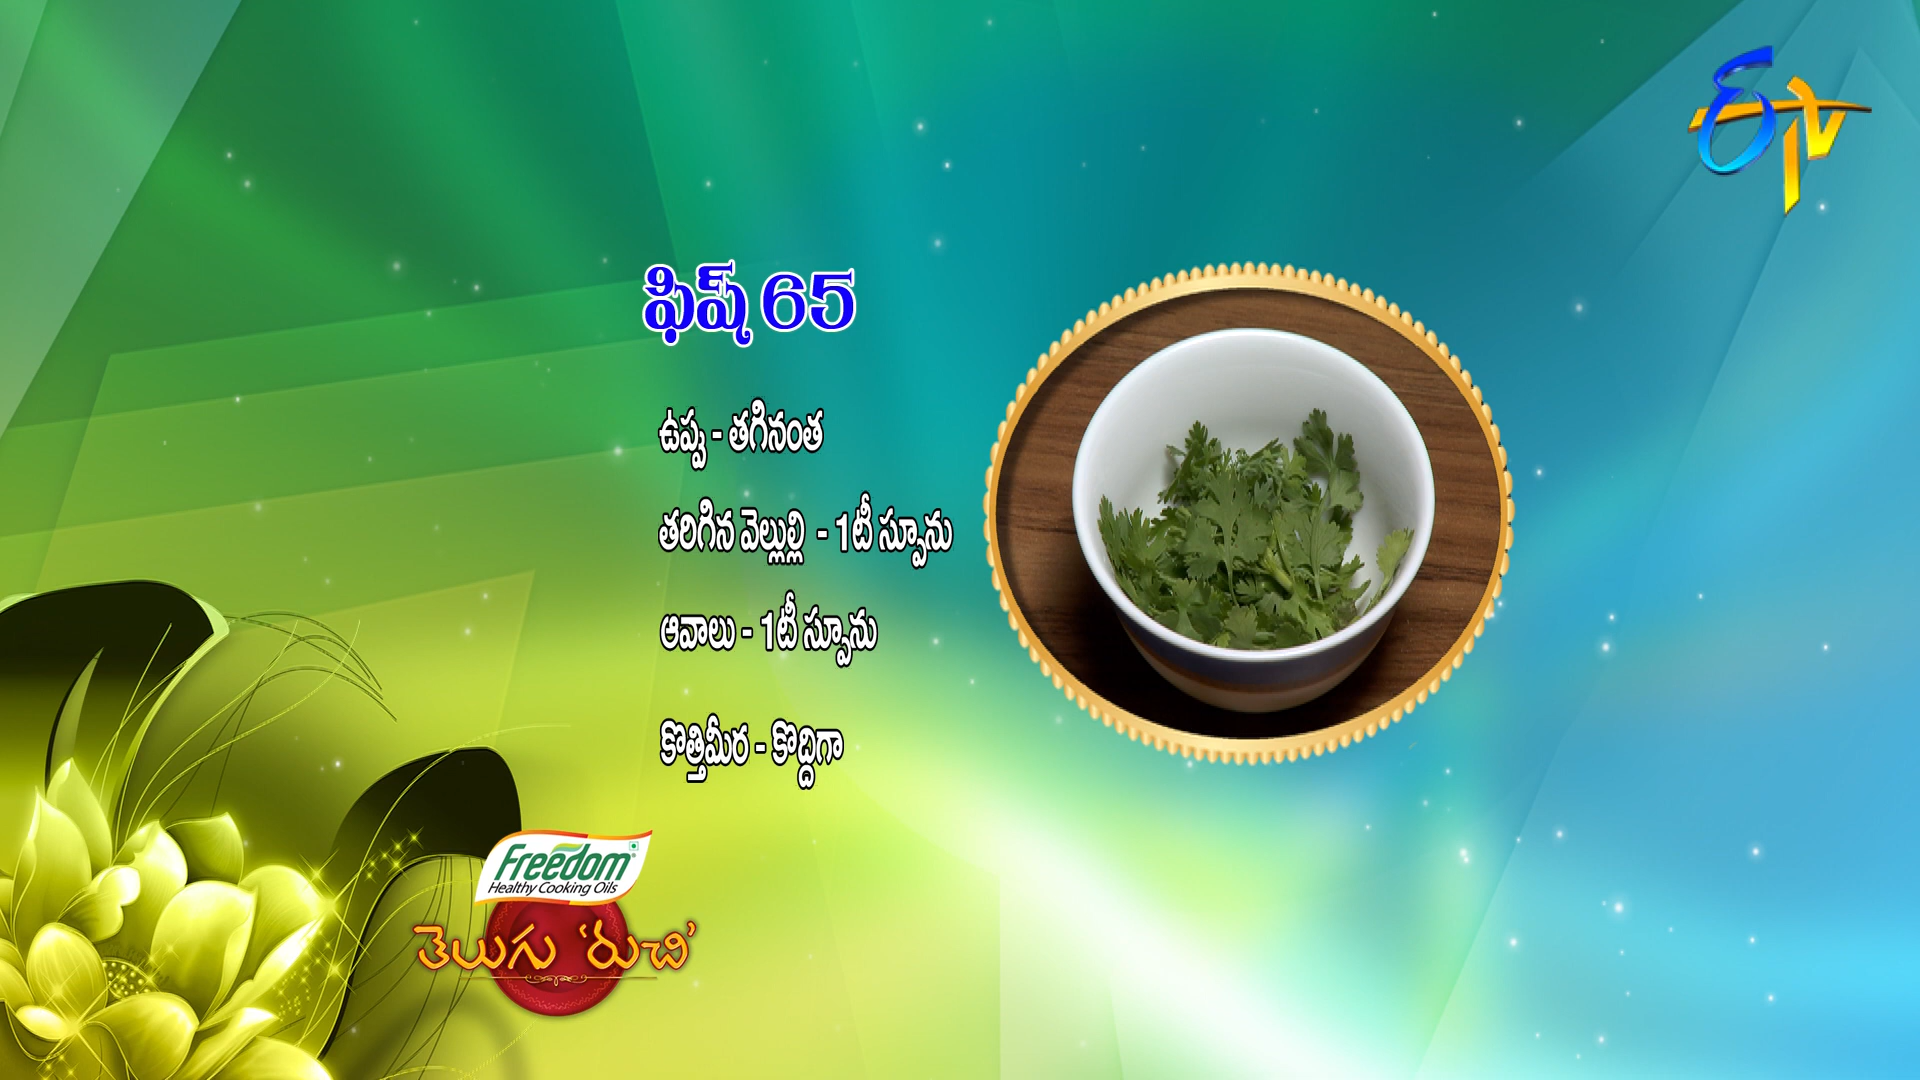 ETV
ఫిష్ 65
ఉప్పు - తగినంత
తరిగిన వెల్లుల్లి - 1టీ స్పూను
ఆవాలు - 1టీ స్పూను
కొత్తిమీర - కొద్దిగా
Freedom
Healthy Cooking Oils
తెలుగు 'రుచి'